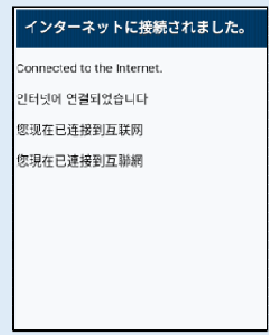 インターネットに接続されました。
Connected to the Internet.
인터넷에 연결되었습니다
您现在已连接到互联网
您現在已連接到互聯網